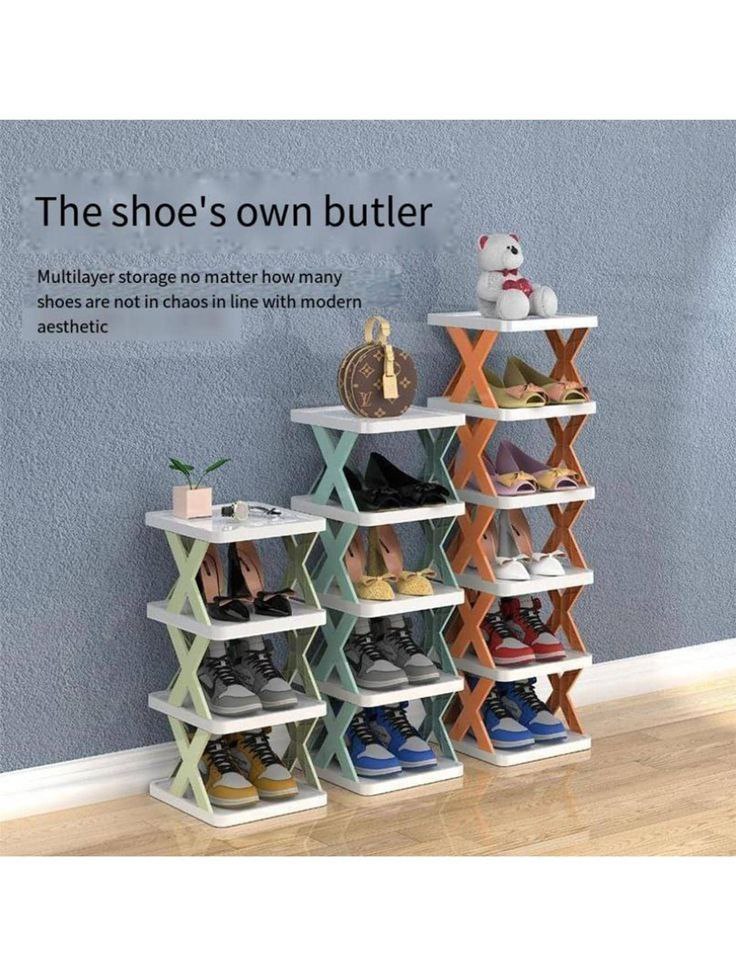 The shoe's own butler
Multilayer storage no matter how many
shoes are not in chaos in line with modern
aesthetic